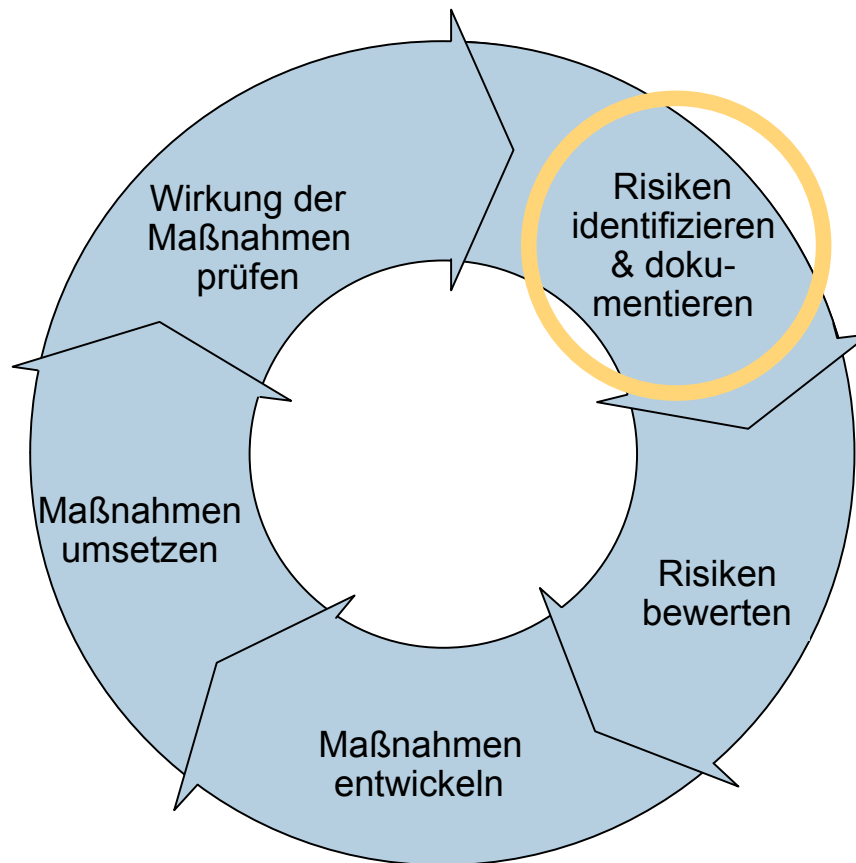 Risiken
identifizieren
& doku-
mentieren
Risiken
bewerten
Maßnahmen
entwickeln
Maßnahmen
umsetzen
Wirkung der
Maßnahmen
prüfen